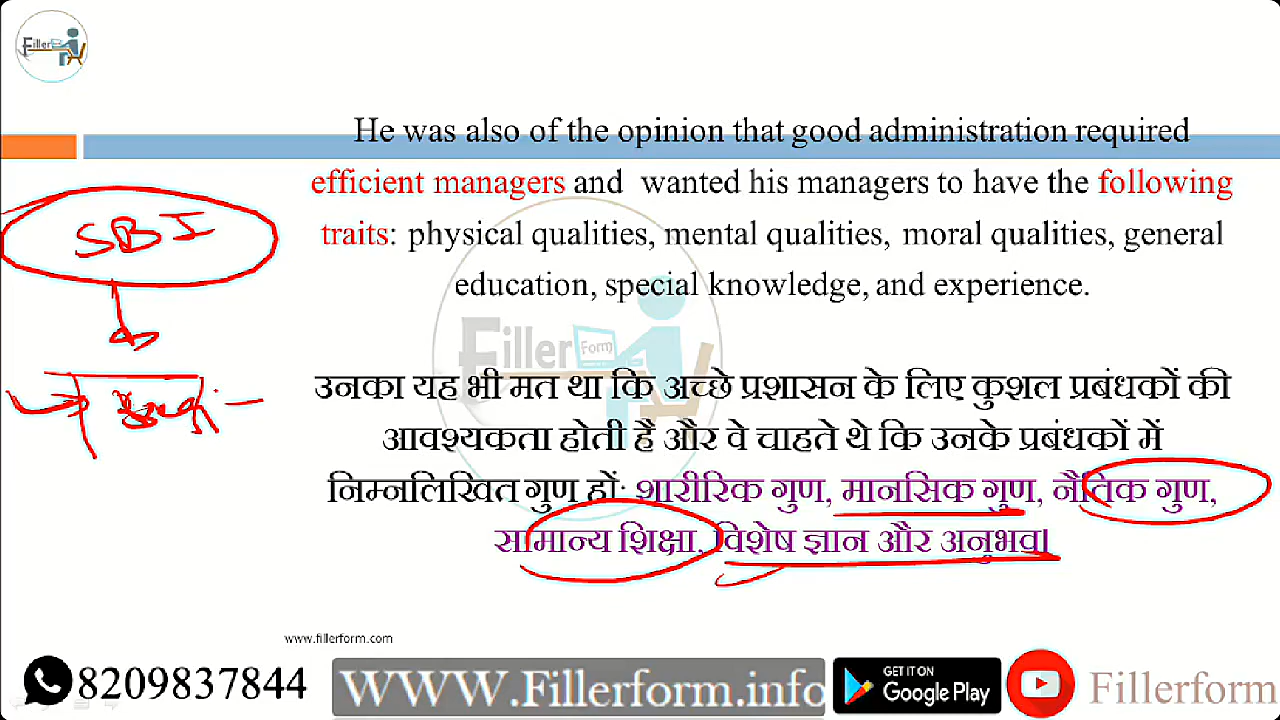 Filler
He was also of the opinion that good administration required
efficient managers and wanted his managers to have the following
traits: physical qualities, mental qualities, moral qualities, general
education, special knowledge, and experience.
SBI
Filler Form
उनका यह भी मत था कि अच्छे प्रशासन के लिए कुशल प्रबंधकों की
आवश्यकता होती है और वे चाहते थे कि उनके प्रबंधकों में
निम्नलिखित गुण हों: शारीरिक गुण, मानसिक गुण, नैतिक गुण,
सामान्य शिक्षा, विशेष ज्ञान और अनुभव।
www.fillerform.com
8209837844
WWW.Fillerform.info
GET IT ON
Google Play
Fillerform